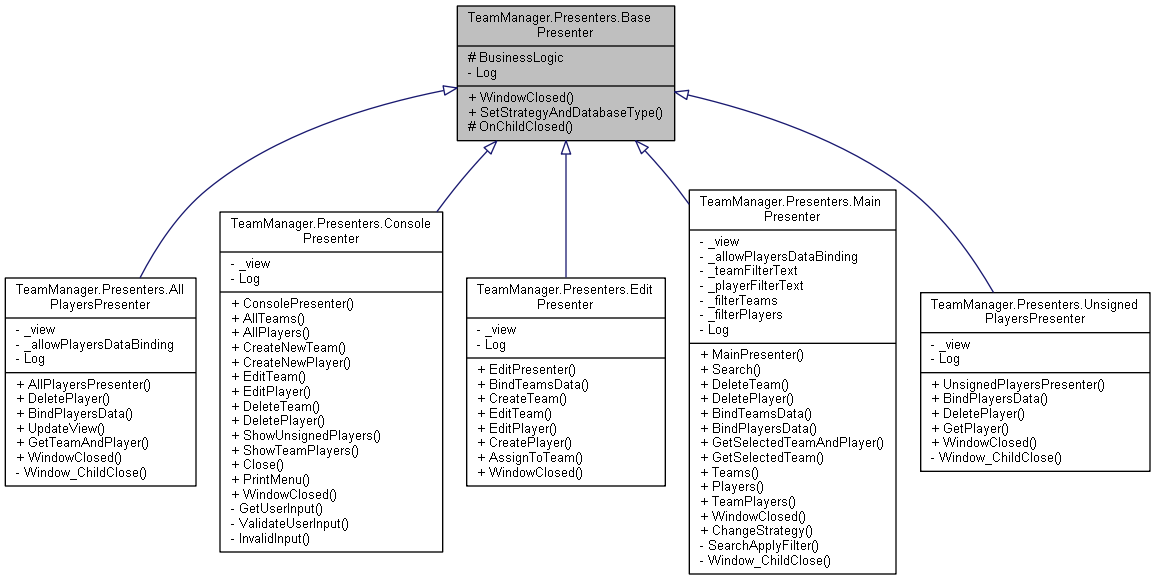 TeamManager.Presenters.Base
Presenter
# BusinessLogic
- Log
+ WindowClosed()
+ SetStrategyAndDatabaseType()
# OnChildClosed()
TeamManager.Presenters.All
PlayersPresenter
- _view
- _allowPlayersDataBinding
- Log
+ AllPlayersPresenter()
+ DeletePlayer()
+ BindPlayersData()
+ UpdateView()
+ GetTeamAndPlayer()
+ WindowClosed()
- Window_ChildClose()
TeamManager.Presenters.Console
Presenter
- _view
- Log
+ ConsolePresenter()
+ AllTeams()
+ AllPlayers()
+ CreateNewTeam()
+ CreateNewPlayer()
+ EditTeam()
+ EditPlayer()
+ DeleteTeam()
+ DeletePlayer()
+ ShowUnsignedPlayers()
+ ShowTeamPlayers()
+ Close()
+ PrintMenu()
+ WindowClosed()
- GetUserInput()
- ValidateUserInput()
- InvalidInput()
TeamManager.Presenters.Edit
Presenter
- _view
- Log
+ EditPresenter()
+ BindTeamsData()
+ CreateTeam()
+ EditTeam()
+ EditPlayer()
+ CreatePlayer()
+ AssignToTeam()
+ WindowClosed()
TeamManager.Presenters.Main
Presenter
- _view
- _allowPlayersDataBinding
- _teamFilterText
- _playerFilterText
- _filterTeams
- _filterPlayers
- Log
+ MainPresenter()
+ Search()
+ DeleteTeam()
+ DeletePlayer()
+ BindTeamsData()
+ BindPlayersData()
+ GetSelectedTeamAndPlayer()
+ GetSelectedTeam()
+ Teams()
+ Players()
+ TeamPlayers()
+ WindowClosed()
+ ChangeStrategy()
- SearchApplyFilter()
- Window_ChildClose()
TeamManager.Presenters.Unsigned
PlayersPresenter
- _view
- Log
+ UnsignedPlayersPresenter()
+ BindPlayersData()
+ DeletePlayer()
+ GetPlayer()
+ WindowClosed()
- Window_ChildClose()